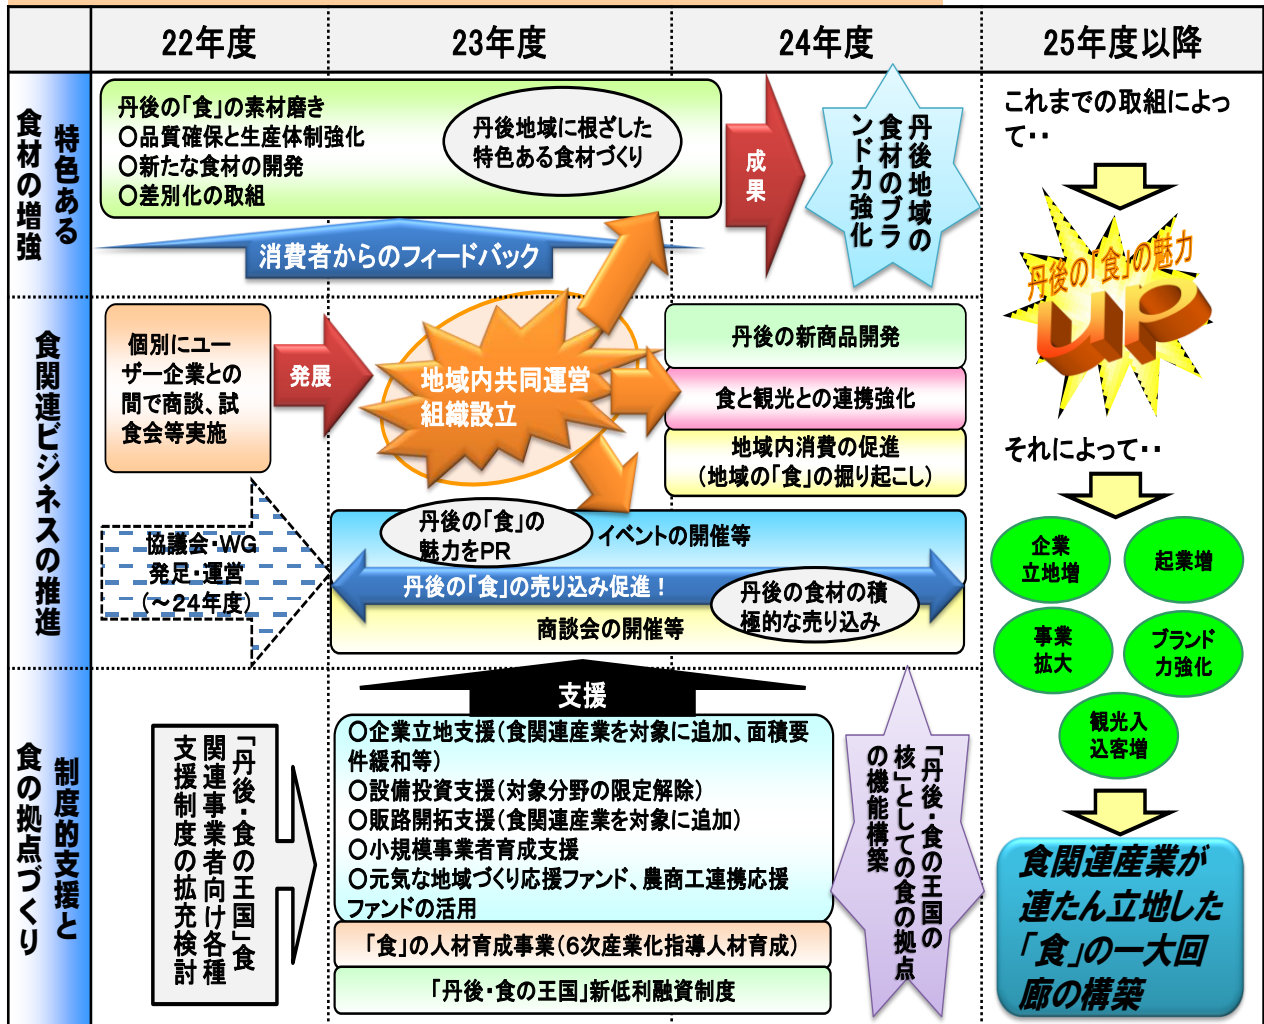 22年度
23年度
24年度
25年度以降
特色ある
食材の増強
丹後の「食」の素材磨き
○品質確保と生産体制強化
○新たな食材の開発
○差別化の取組
丹後地域に根ざした
特色ある食材づくり
成
果
丹後地域の
食材のブラ
ンド力強化
消費者からのフィードバック
食関連ビジネスの推進
個別にユー
ザー企業との
間で商談、試
食会等実施
発展
地域内共同運営
組織設立
丹後の新商品開発
食と観光との連携強化
地域内消費の促進
（地域の「食」の掘り起こし）
協議会・WG
発足・運営
（～24年度）
丹後の「食」の
魅力をPR
イベントの開催等
丹後の「食」の売り込み促進！
丹後の食材の積
極的な売り込み
商談会の開催等
制度的支援と
食の拠点づくり
「丹後・食の王国」食
関連事業者向け各種
支援制度の拡充検討
支援
○企業立地支援（食関連産業を対象に追加、面積要
件緩和等）
○設備投資支援（対象分野の限定解除）
○販路開拓支援（食関連産業を対象に追加）
○小規模事業者育成支援
○元気な地域づくり応援ファンド、農商工連携応援
ファンドの活用
「食」の人材育成事業（6次産業化指導人材育成）
「丹後・食の王国」新低利融資制度
「丹後・食の王国の
核」としての食の拠点
の機能構築
これまでの取組によっ
て・・
丹後の「食」の魅力
up
それによって・・
企業
立地増
起業増
事業
拡大
ブランド
力強化
観光入
込客増
食関連産業が
連たん立地した
「食」の一大回
廊の構築